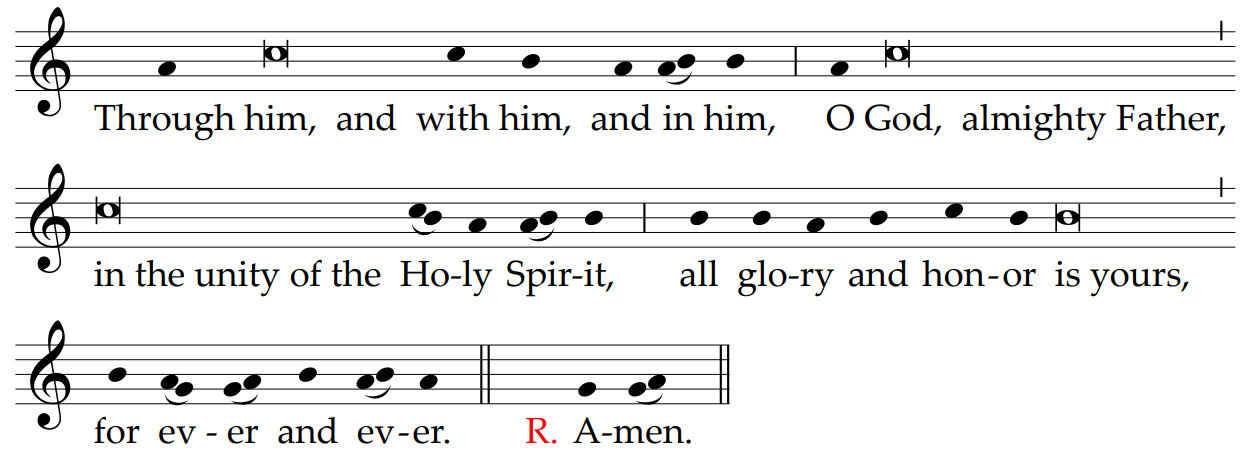 Through him, and with him, and in him, O God, almighty Father,
in the unity of the Ho-ly Spir-it, all glo-ry and hon-or is yours,
for ev-er and ev-er. R. A-men.